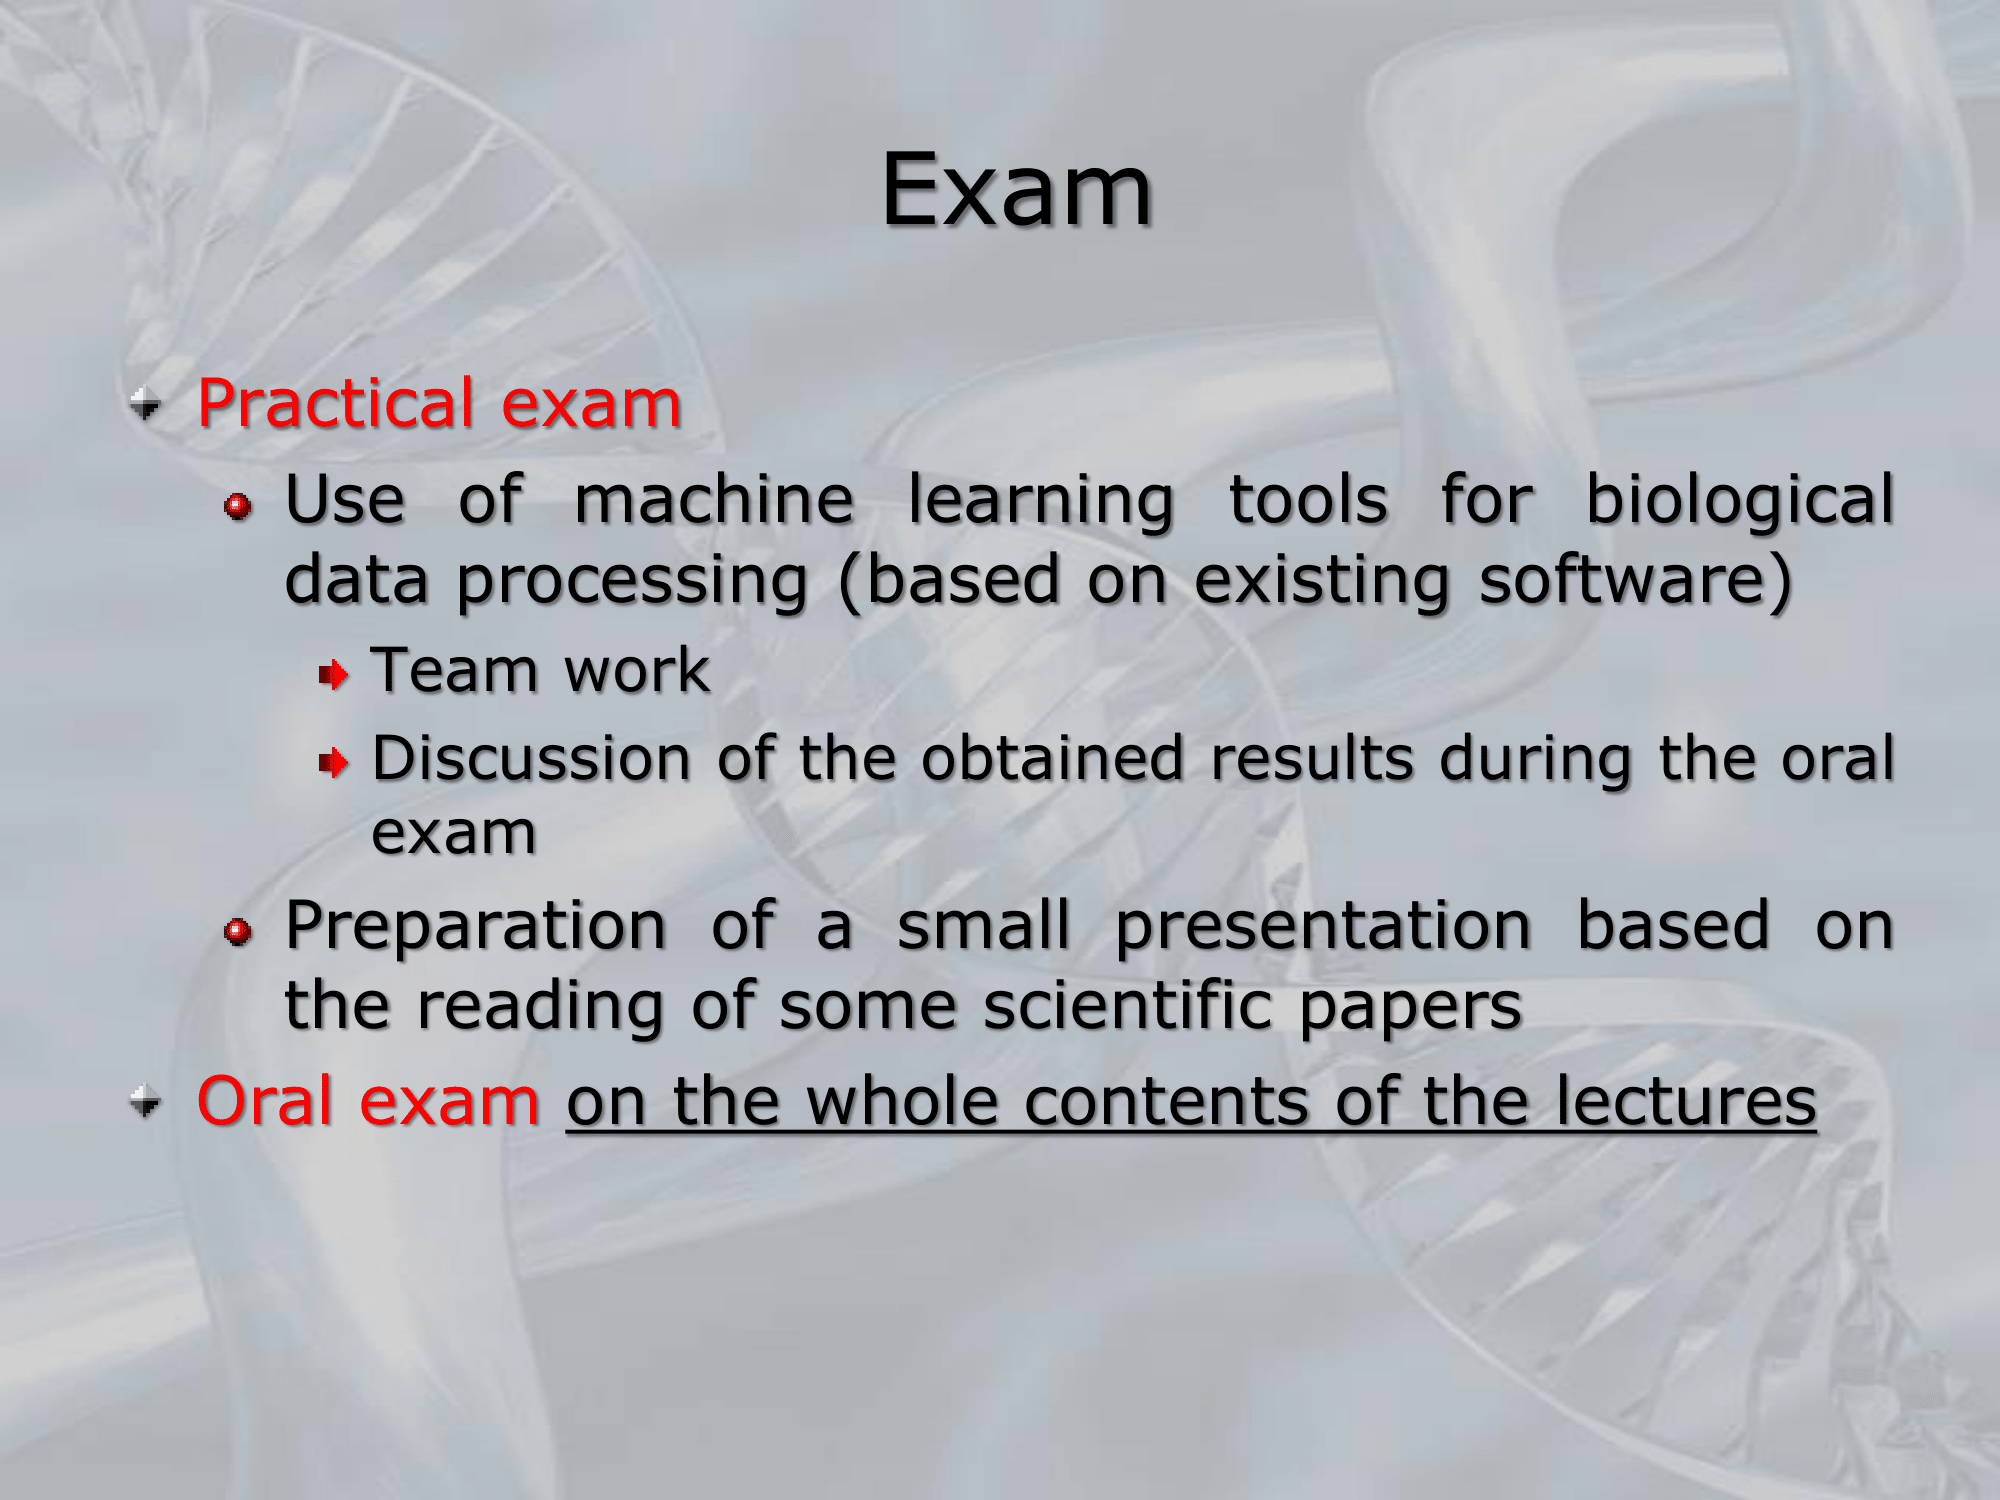 Exam
Practical exam
Use of machine learning tools for biological
data processing (based on existing software)
Team work
Discussion of the obtained results during the oral
exam
Preparation of a small presentation based on
the reading of some scientific papers
Oral exam on the whole contents of the lectures